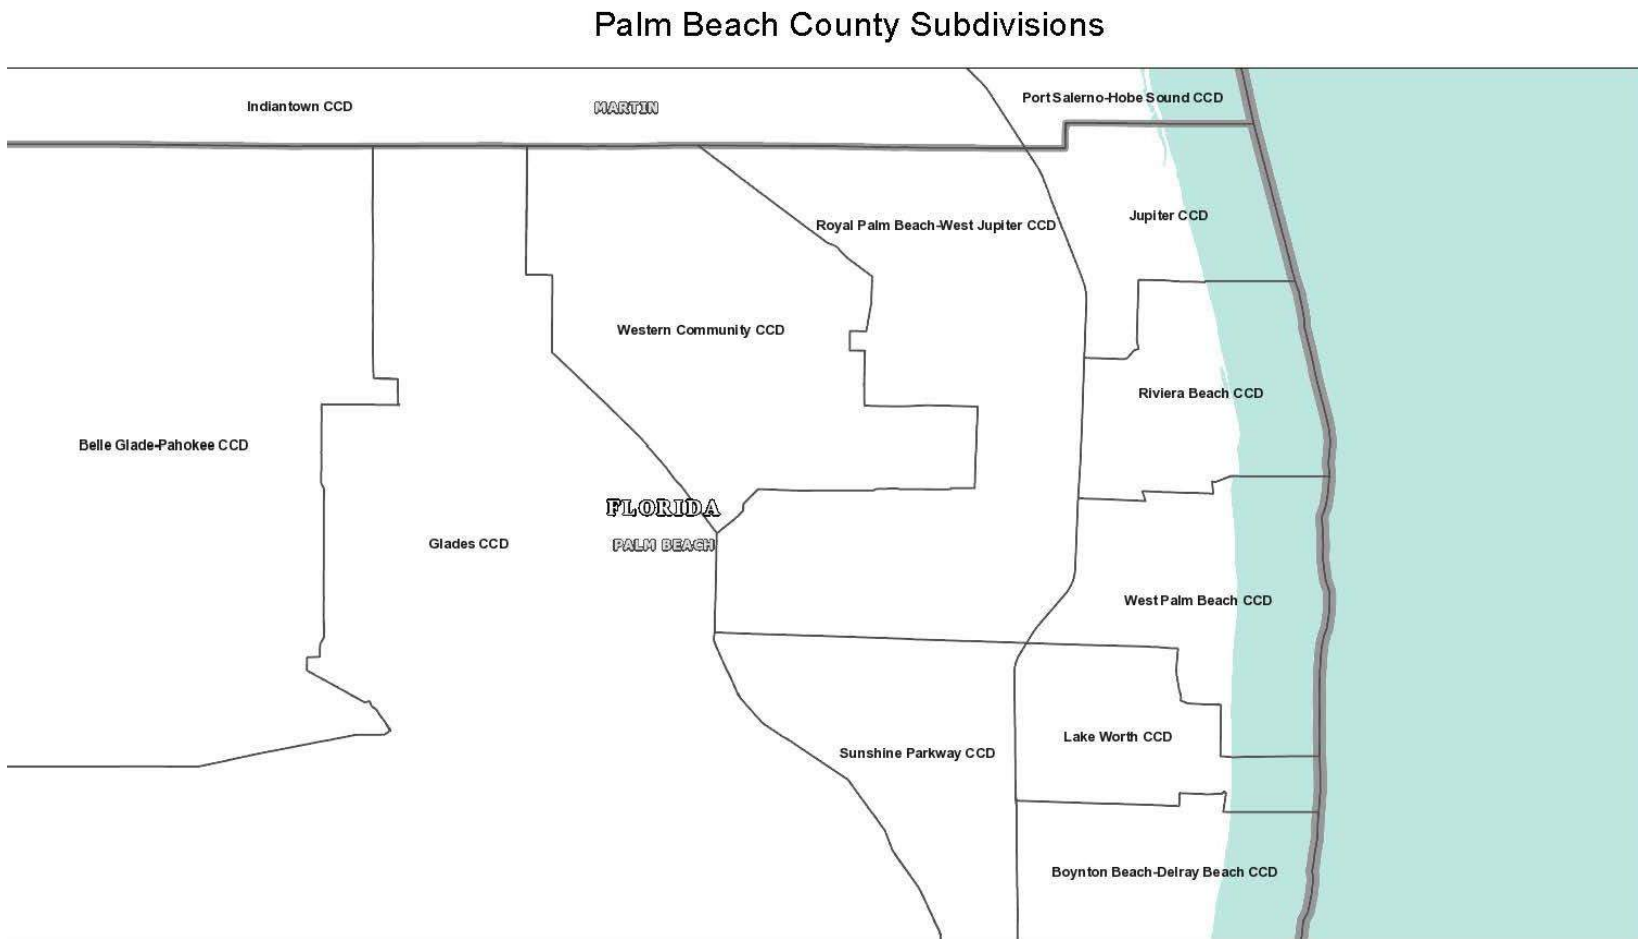 Palm Beach County Subdivisions
Port Salerno-Hobe Sound CCD
Indiantown CCD
MARTIN
Jupiter CCD
Royal Palm Beach-West Jupiter CCD
Western Community CCD
Riviera Beach CCD
Belle Glade-Pahokee CCD
FLORIDA
Glades CCD
PALM BEACH
West Palm Beach CCD
Lake Worth CCD
Sunshine Parkway CCD
Boynton Beach-Delray Beach CCD